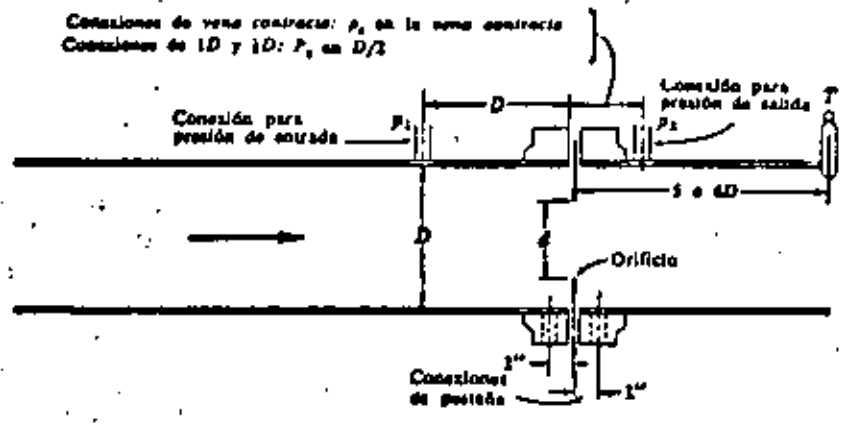 Conexiones de vena contracta: p₂ en la vena contracta
Conexiones de 1D y ½D: P₂ en D/2
Conexión para
presión de entrada
p₁
D
Conexión para
presión de salida
p₂
T
5 a 6D
D
d
Orificio
1"
1"
Conexiones
de pestaña